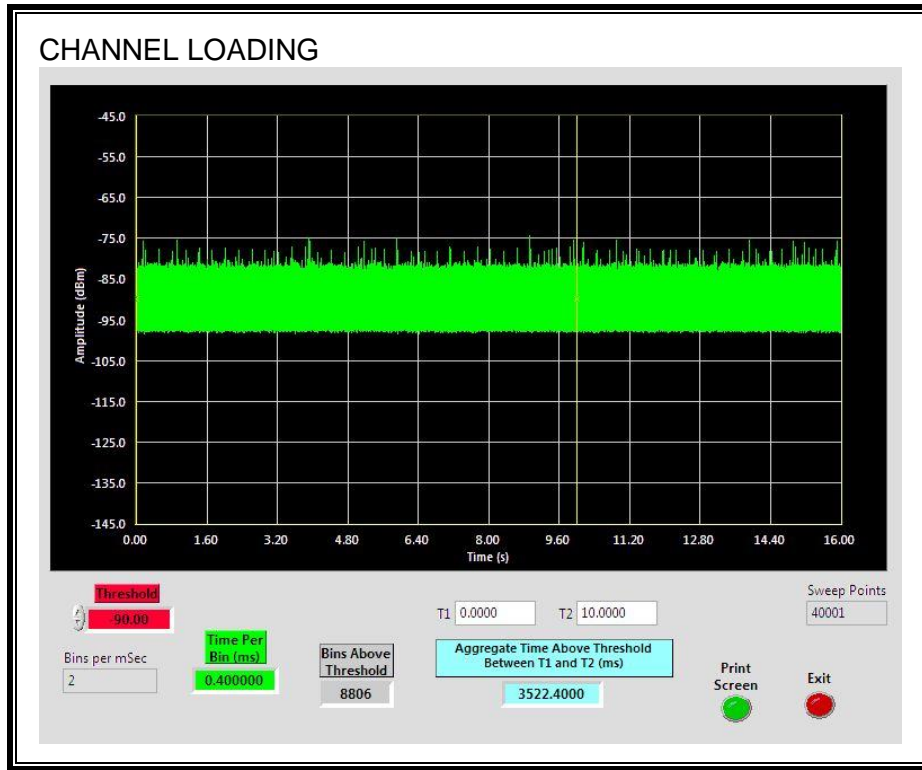 CHANNEL LOADING
-45.0
-55.0
-65.0
-75.0
-85.0
-95.0
-105.0
-115.0
-125.0
-135.0
-145.0
Amplitude (dBm)
0.00 1.60 3.20 4.80 6.40 8.00 9.60 11.20 12.80 14.40 16.00
Time (s)
Threshold
-90.00
Bins per mSec
2
Time Per
Bin (ms)
0.400000
Bins Above
Threshold
8806
T1 0.0000 T2 10.0000
Aggregate Time Above Threshold
Between T1 and T2 (ms)
3522.4000
Sweep Points
40001
Print
Screen
Exit